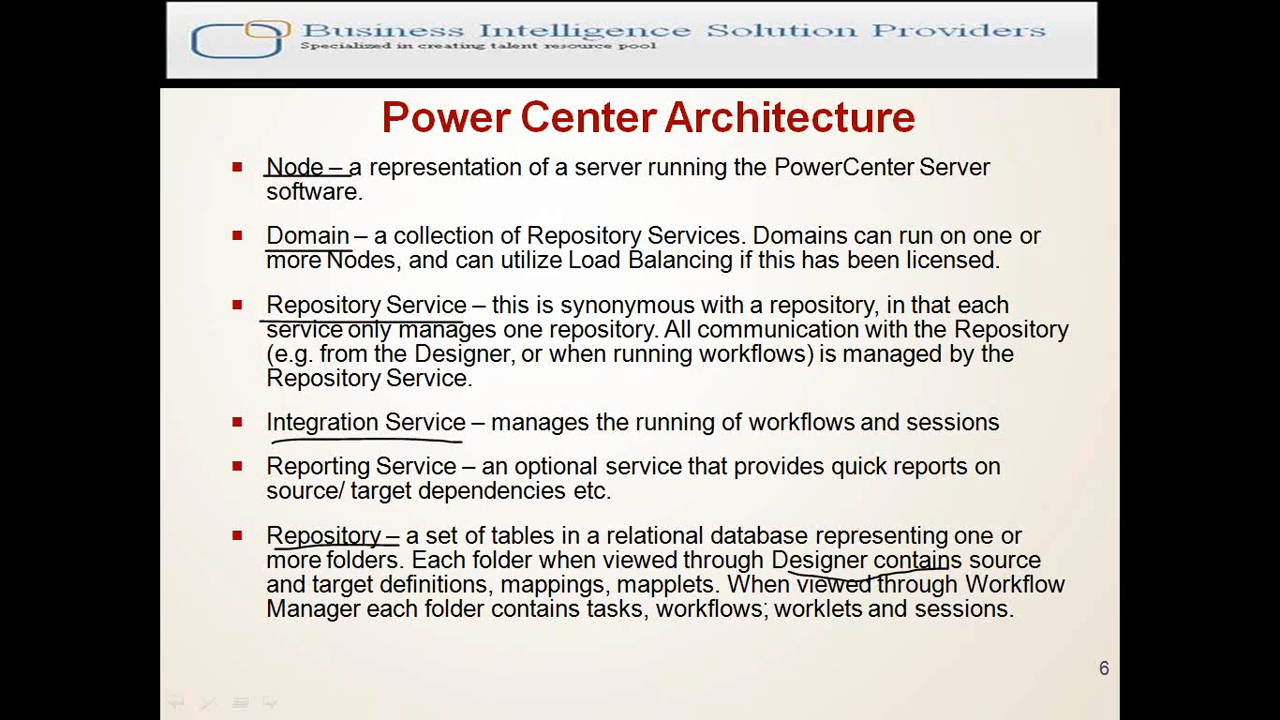 Business Intelligence Solution Providers
Specialized in creating talent resource pool
Power Center Architecture
Node – a representation of a server running the PowerCenter Server
software.
Domain – a collection of Repository Services. Domains can run on one or
more Nodes, and can utilize Load Balancing if this has been licensed.
Repository Service – this is synonymous with a repository, in that each
service only manages one repository. All communication with the Repository
(e.g. from the Designer, or when running workflows) is managed by the
Repository Service.
Integration Service – manages the running of workflows and sessions
Reporting Service – an optional service that provides quick reports on
source/ target dependencies etc.
Repository – a set of tables in a relational database representing one or
more folders. Each folder when viewed through Designer contains source
and target definitions, mappings, mapplets. When viewed through Workflow
Manager each folder contains tasks, workflows; worklets and sessions.
6